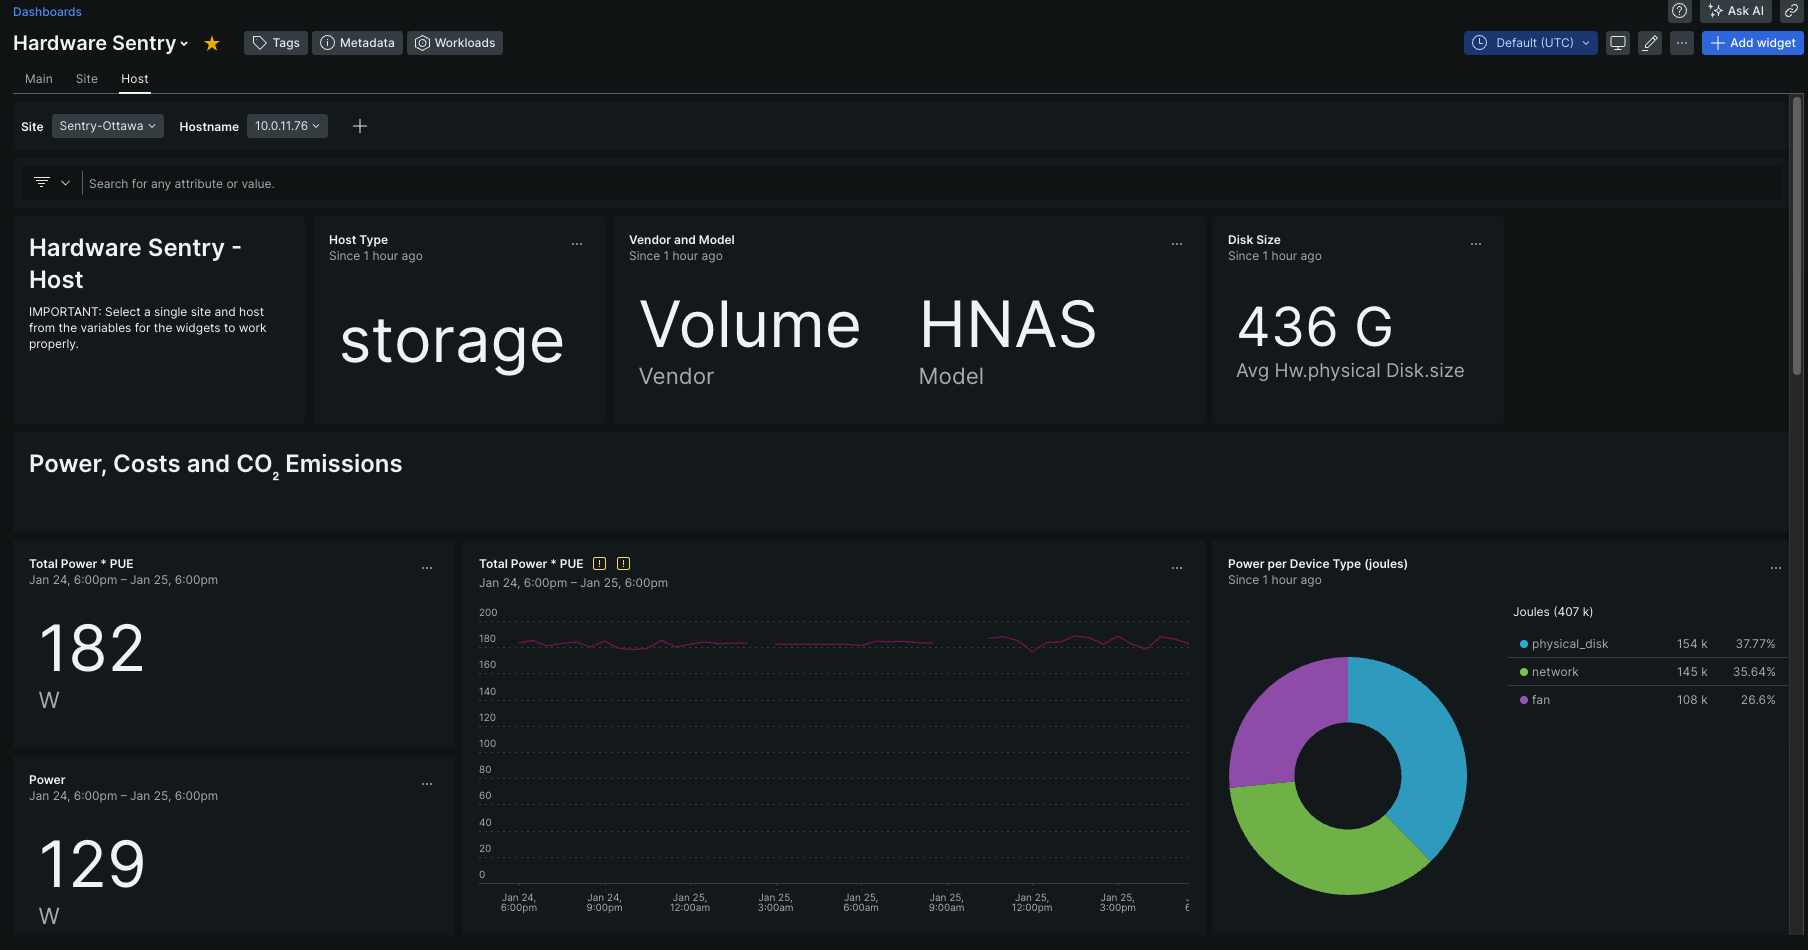 Dashboards
Ask AI
Hardware Sentry
Tags
Metadata
Workloads
Default (UTC)
Add widget
Main
Site
Host
Site
Sentry-Ottawa
Hostname
10.0.11.76
Search for any attribute or value.
Hardware Sentry -
Host
IMPORTANT: Select a single site and host
from the variables for the widgets to work
properly.
Host Type
Since 1 hour ago
storage
Vendor and Model
Since 1 hour ago
Volume
Vendor
HNAS
Model
Disk Size
Since 1 hour ago
436 G
Avg Hw.physical Disk.size
Power, Costs and CO₂ Emissions
Total Power * PUE
Jan 24, 6:00pm – Jan 25, 6:00pm
182
W
Power
Jan 24, 6:00pm – Jan 25, 6:00pm
129
W
Total Power * PUE
Jan 24, 6:00pm – Jan 25, 6:00pm
200
180
160
140
120
100
80
60
40
20
0
Jan 24,
6:00pm
Jan 24,
9:00pm
Jan 25,
12:00am
Jan 25,
3:00am
Jan 25,
6:00am
Jan 25,
9:00am
Jan 25,
12:00pm
Jan 25,
3:00pm
Power per Device Type (joules)
Since 1 hour ago
Joules (407 k)
physical_disk 154 k 37.77%
network 145 k 35.64%
fan 108 k 26.6%